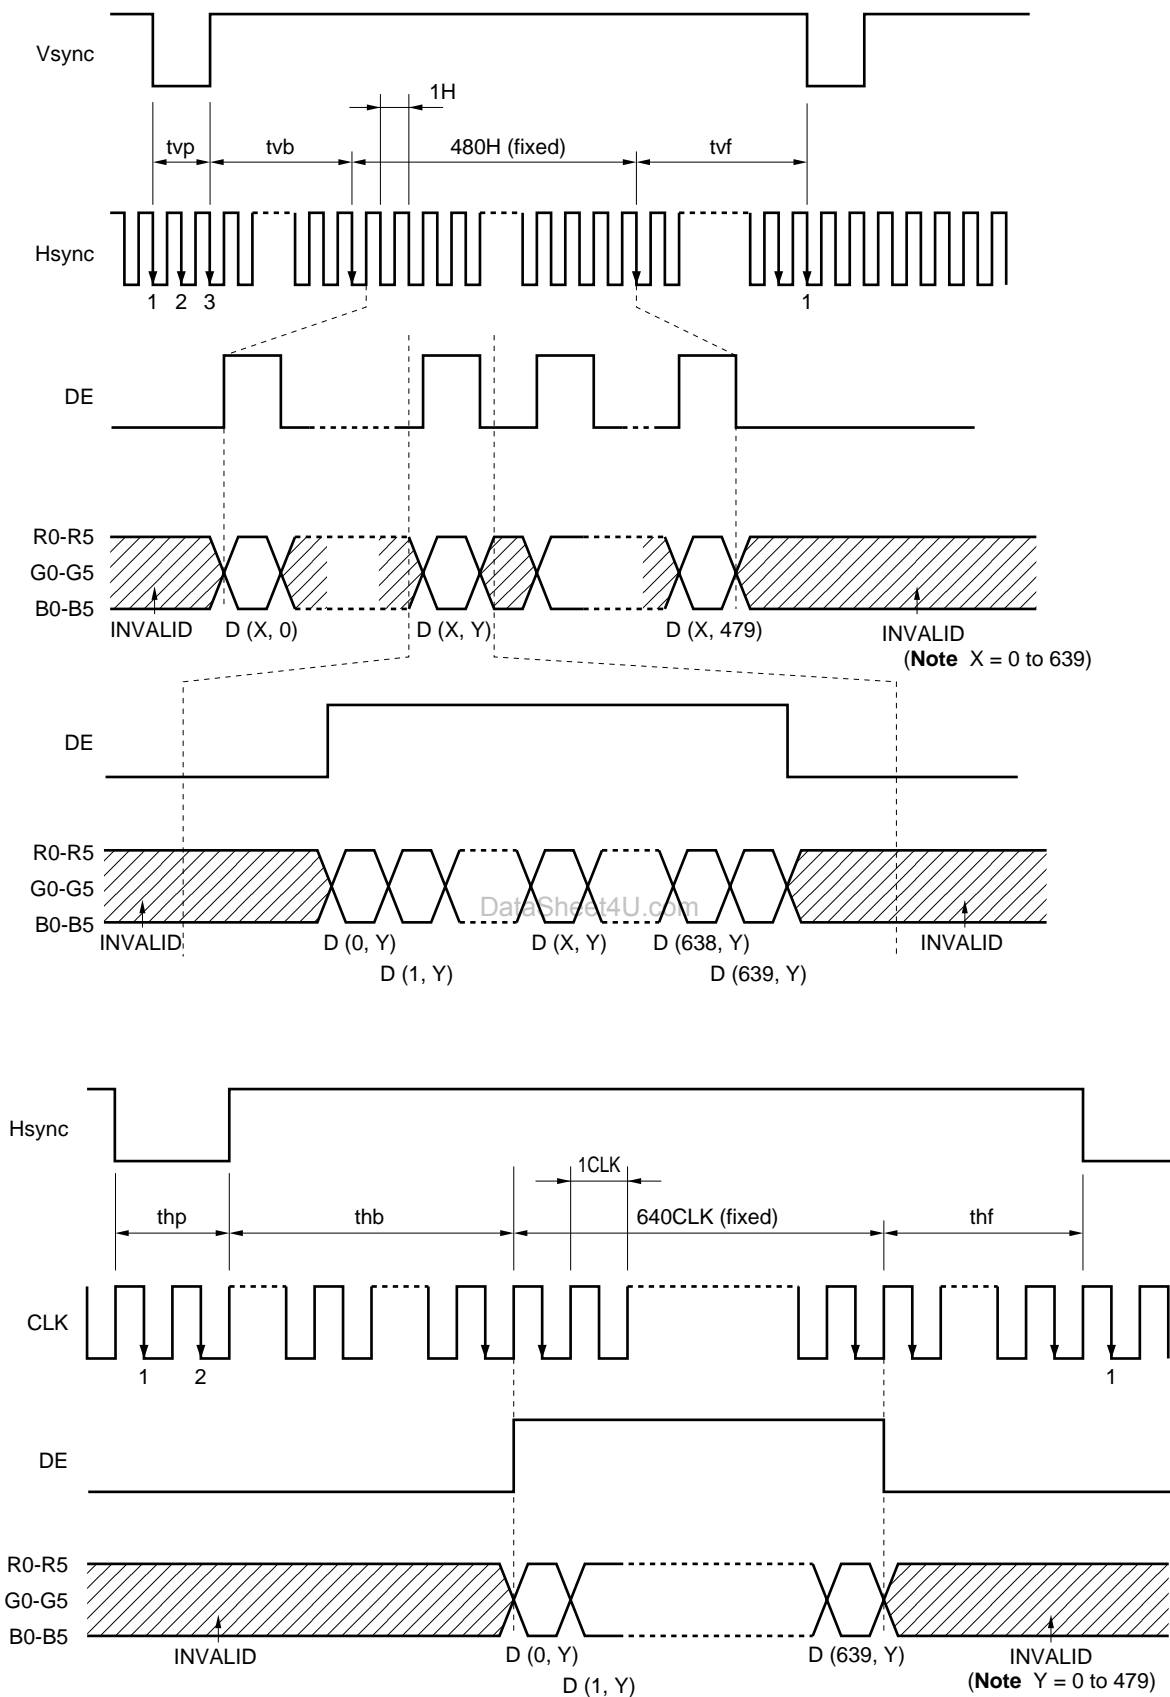 Vsync
1H
tvp tvb 480H (fixed) tvf
Hsync
1 2 3 1
DE
R0-R5
G0-G5
B0-B5
INVALID D (X, 0) D (X, Y) D (X, 479) INVALID
(Note X = 0 to 639)
DE
R0-R5
G0-G5
B0-B5
DataSheet4U.com
INVALID D (0, Y) D (X, Y) D (638, Y) INVALID
D (1, Y) D (639, Y)
Hsync
1CLK
thp thb 640CLK (fixed) thf
CLK
1 2 1
DE
R0-R5
G0-G5
B0-B5
INVALID D (0, Y) D (639, Y) INVALID
D (1, Y) (Note Y = 0 to 479)